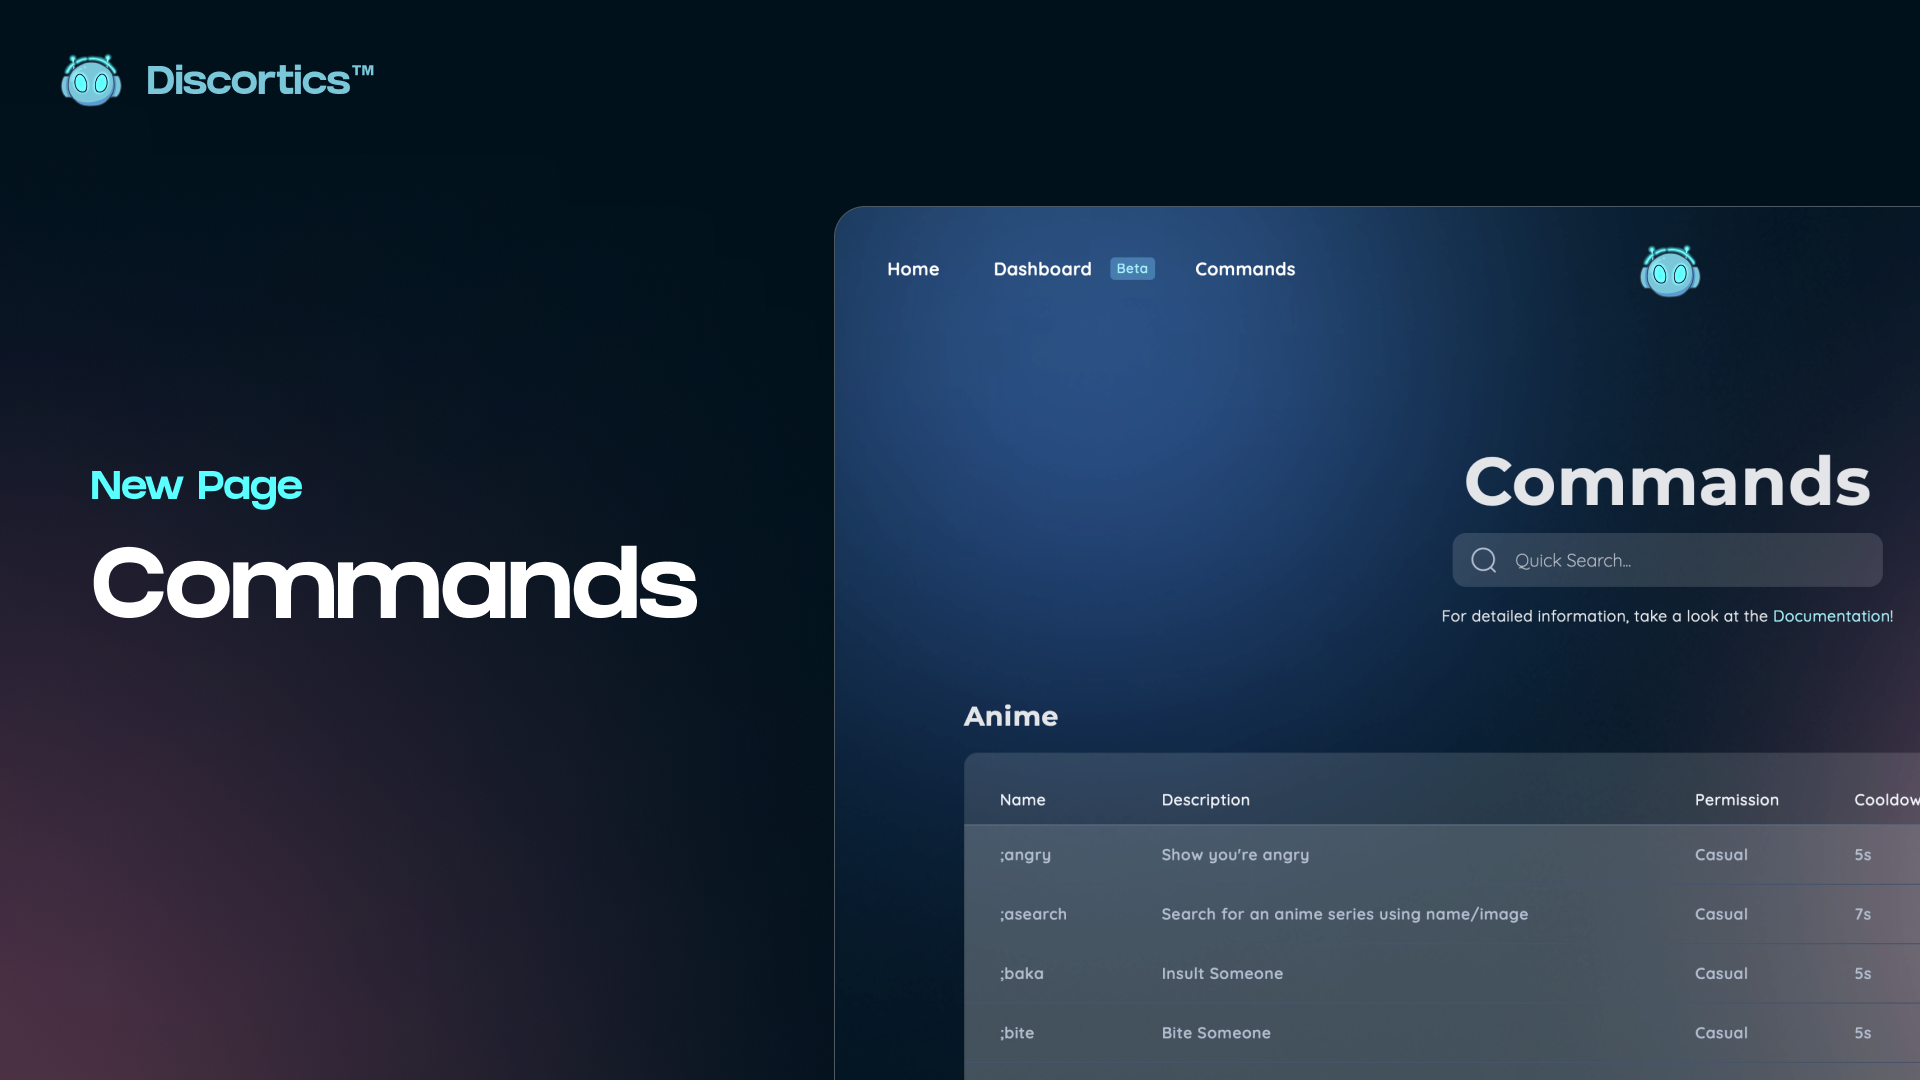 Discortics™
New Page
Commands
Home Dashboard Beta Commands
Commands
Quick Search...
For detailed information, take a look at the Documentation!
Anime
Name Description Permission Cooldow
;angry Show you're angry Casual 5s
;asearch Search for an anime series using name/image Casual 7s
;baka Insult Someone Casual 5s
;bite Bite Someone Casual 5s